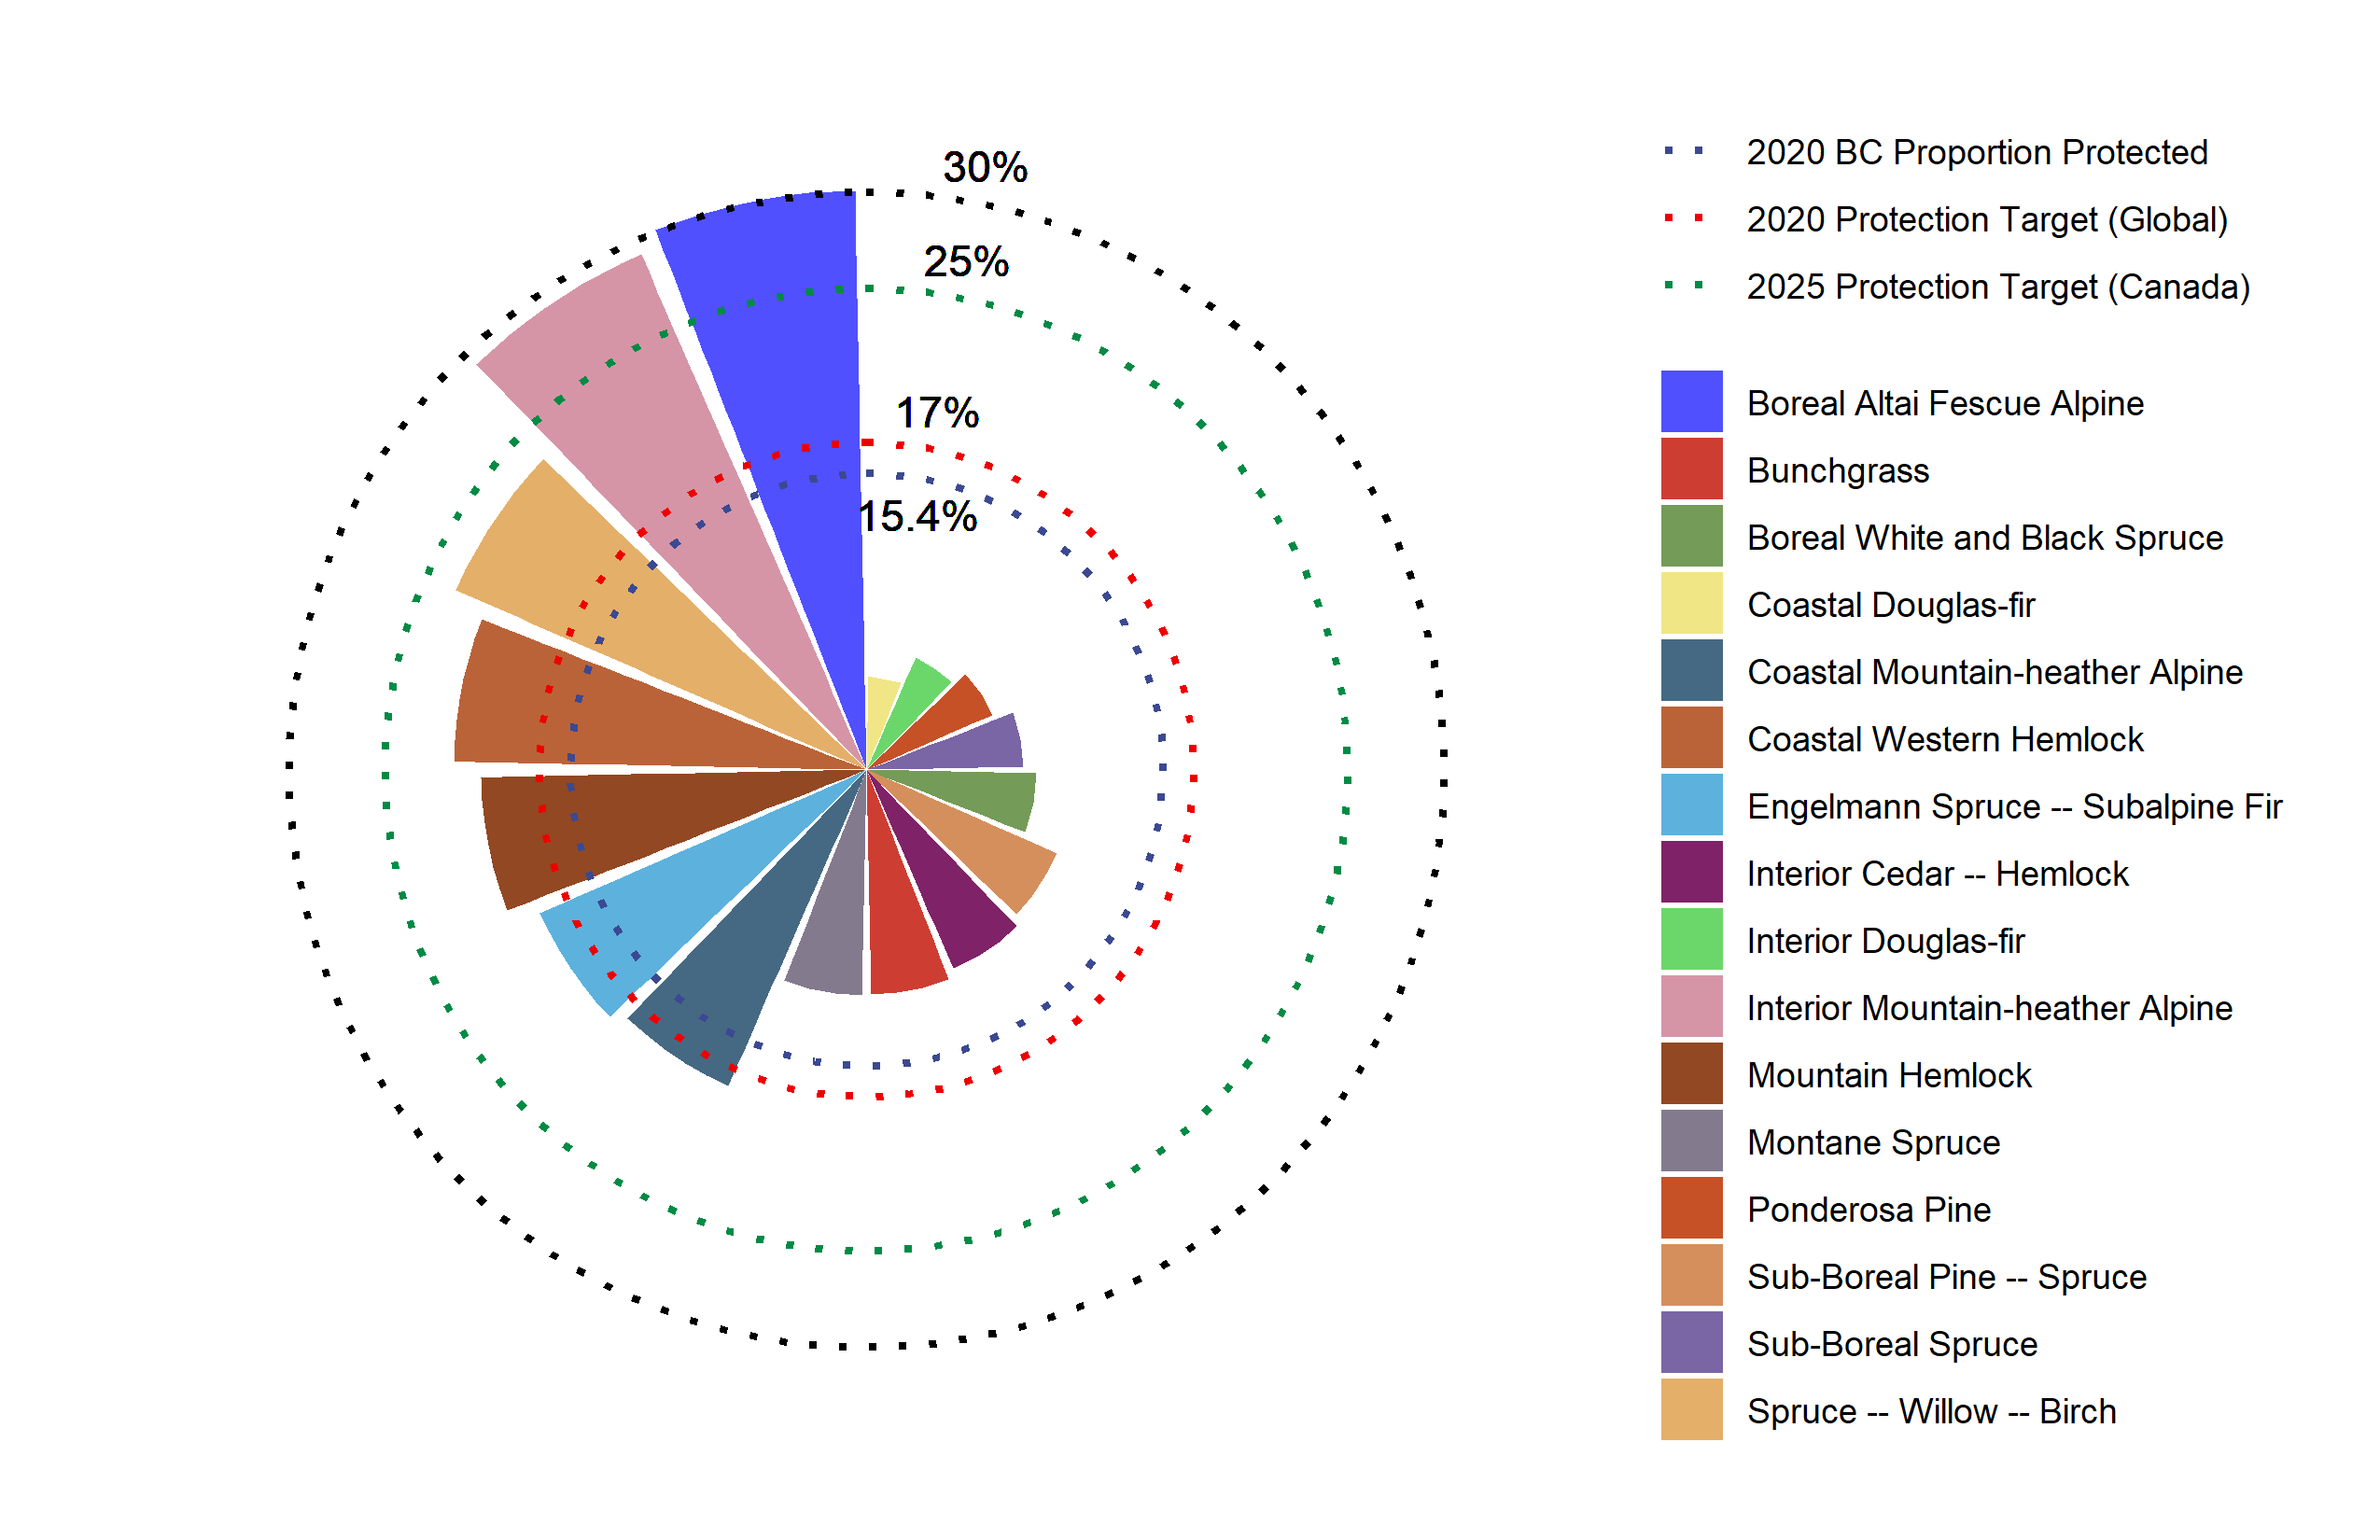 30%
25%
17%
15.4%
2020 BC Proportion Protected
2020 Protection Target (Global)
2025 Protection Target (Canada)
Boreal Altai Fescue Alpine
Bunchgrass
Boreal White and Black Spruce
Coastal Douglas-fir
Coastal Mountain-heather Alpine
Coastal Western Hemlock
Engelmann Spruce -- Subalpine Fir
Interior Cedar -- Hemlock
Interior Douglas-fir
Interior Mountain-heather Alpine
Mountain Hemlock
Montane Spruce
Ponderosa Pine
Sub-Boreal Pine -- Spruce
Sub-Boreal Spruce
Spruce -- Willow -- Birch